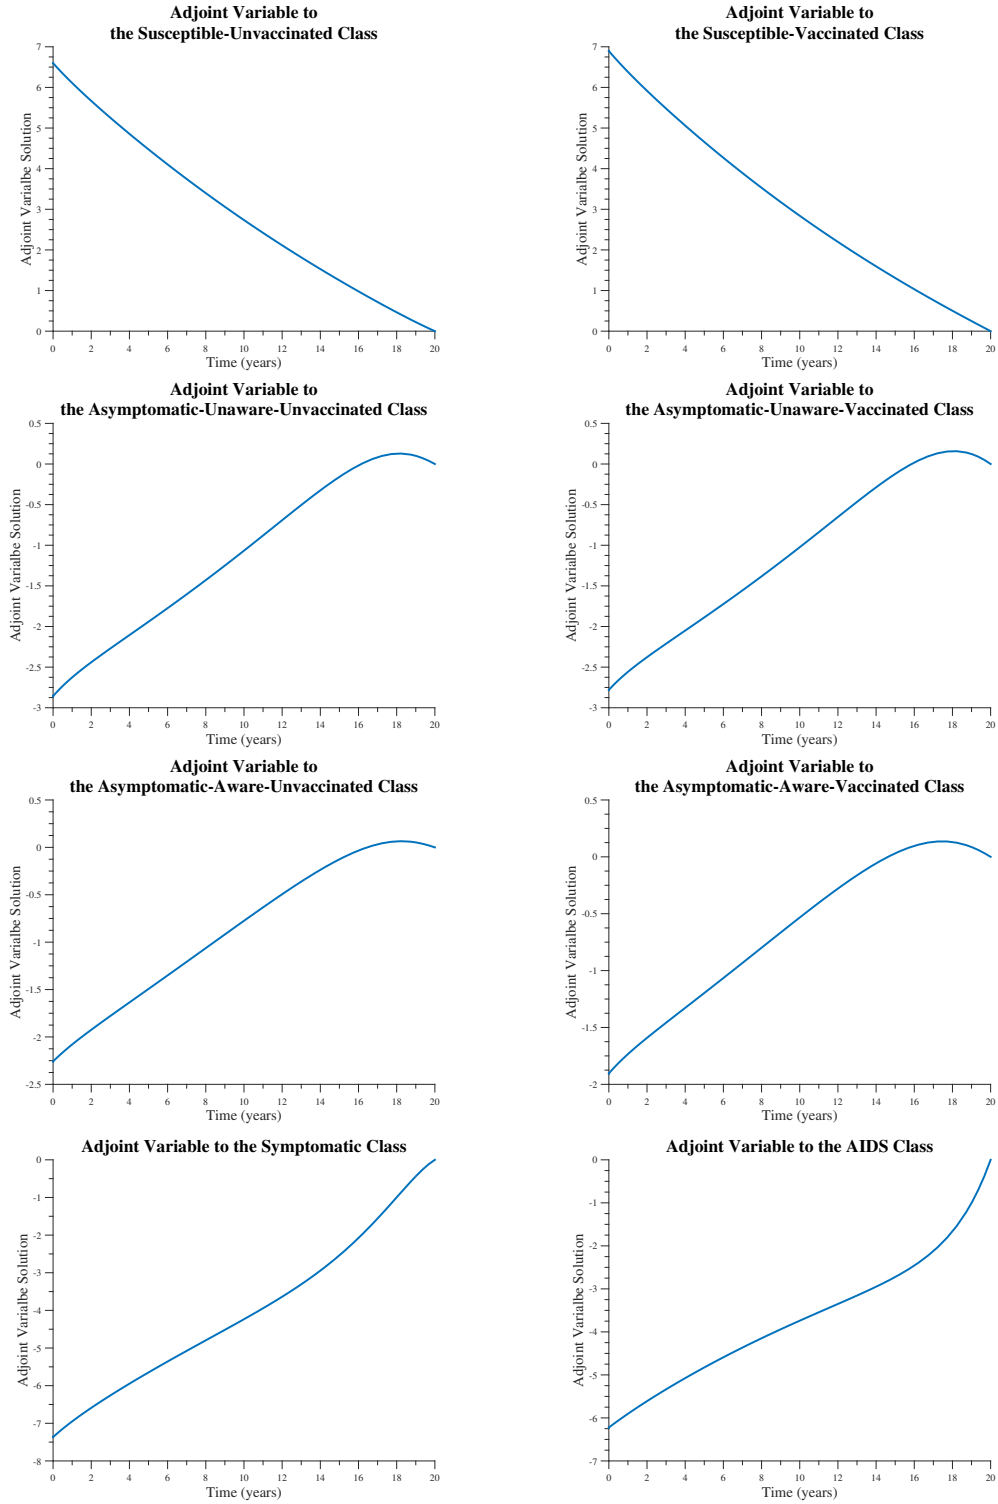 Adjoint Variable to
the Susceptible-Unvaccinated Class
7
6
5
4
3
2
1
0
Adjoint Varialbe Solution
0 2 4 6 8 10 12 14 16 18 20
Time (years)
Adjoint Variable to
the Susceptible-Vaccinated Class
7
6
5
4
3
2
1
0
Adjoint Varialbe Solution
0 2 4 6 8 10 12 14 16 18 20
Time (years)
Adjoint Variable to
the Asymptomatic-Unaware-Unvaccinated Class
0.5
0
-0.5
-1
-1.5
-2
-2.5
-3
Adjoint Varialbe Solution
0 2 4 6 8 10 12 14 16 18 20
Time (years)
Adjoint Variable to
the Asymptomatic-Unaware-Vaccinated Class
0.5
0
-0.5
-1
-1.5
-2
-2.5
-3
Adjoint Varialbe Solution
0 2 4 6 8 10 12 14 16 18 20
Time (years)
Adjoint Variable to
the Asymptomatic-Aware-Unvaccinated Class
0.5
0
-0.5
-1
-1.5
-2
-2.5
Adjoint Varialbe Solution
0 2 4 6 8 10 12 14 16 18 20
Time (years)
Adjoint Variable to
the Asymptomatic-Aware-Vaccinated Class
0.5
0
-0.5
-1
-1.5
-2
Adjoint Varialbe Solution
0 2 4 6 8 10 12 14 16 18 20
Time (years)
Adjoint Variable to the Symptomatic Class
0
-1
-2
-3
-4
-5
-6
-7
-8
Adjoint Varialbe Solution
0 2 4 6 8 10 12 14 16 18 20
Time (years)
Adjoint Variable to the AIDS Class
0
-1
-2
-3
-4
-5
-6
-7
Adjoint Varialbe Solution
0 2 4 6 8 10 12 14 16 18 20
Time (years)